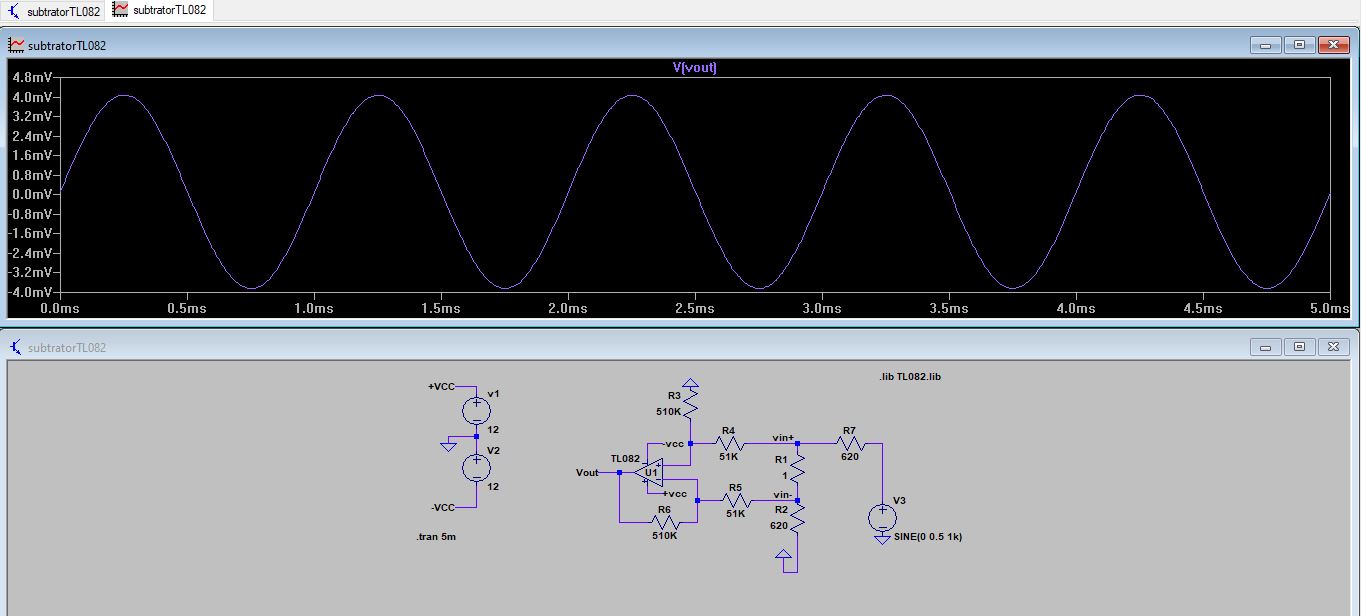 subtratorTL082 subtratorTL082
subtratorTL082
V(vout)
4.8mV
4.0mV
3.2mV
2.4mV
1.6mV
0.8mV
0.0mV
-0.8mV
-1.6mV
-2.4mV
-3.2mV
-4.0mV
0.0ms 0.5ms 1.0ms 1.5ms 2.0ms 2.5ms 3.0ms 3.5ms 4.0ms 4.5ms 5.0ms
subtratorTL082
.lib TL082.lib
+VCC
v1
12
V2
12
-VCC
.tran 5m
R3
510K
-vcc
R4
51K
vin+
R7
620
TL082
U1
Vout
R1
1
+vcc
R5
51K
vin-
R6
510K
R2
620
V3
SINE(0 0.5 1k)